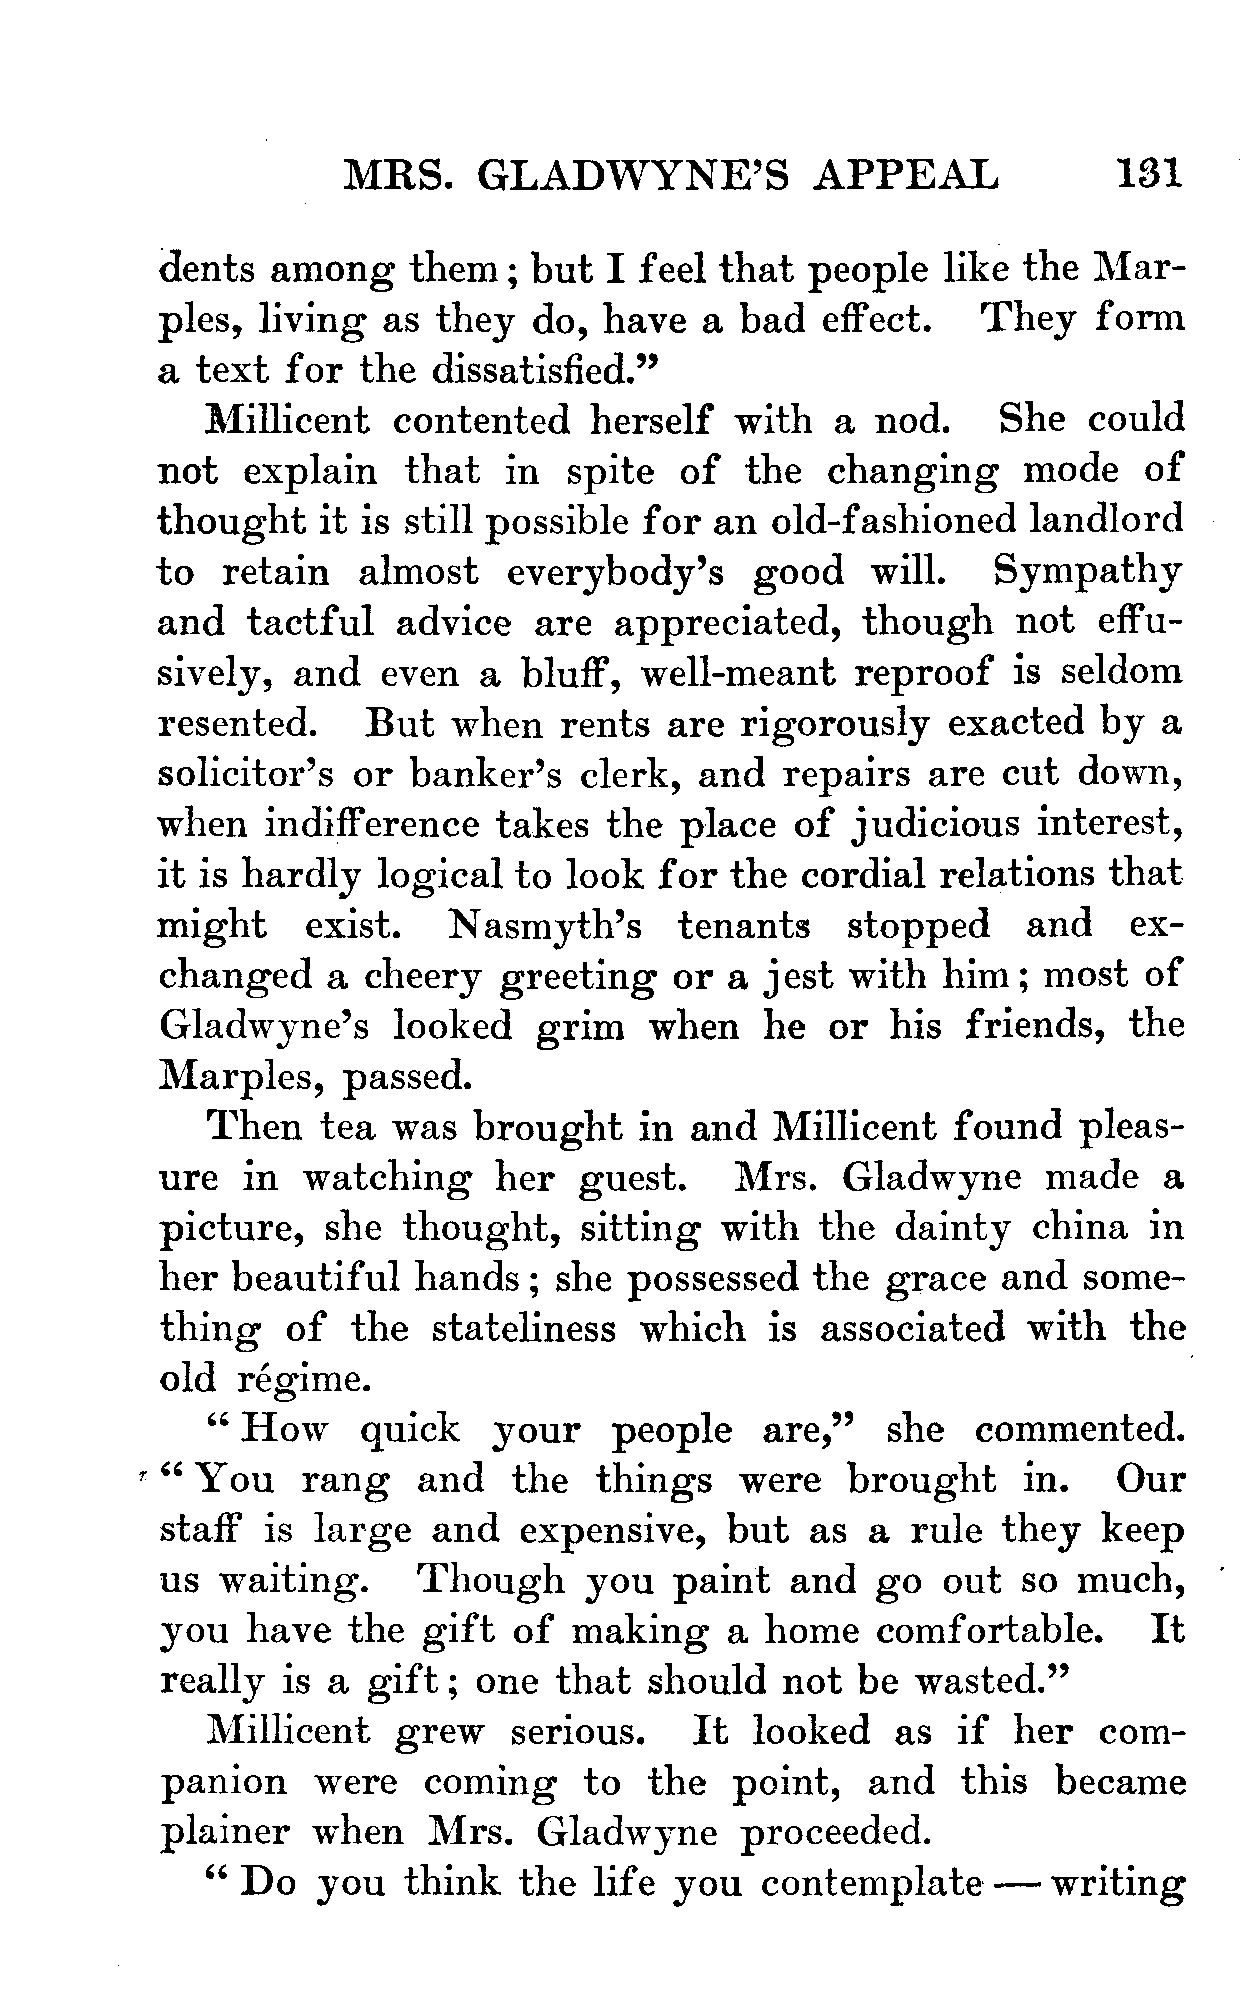 MRS. GLADWYNE'S APPEAL 131
dents among them; but I feel that people like the Mar-
ples, living as they do, have a bad effect. They form
a text for the dissatisfied."
Millicent contented herself with a nod. She could
not explain that in spite of the changing mode of
thought it is still possible for an old-fashioned landlord
to retain almost everybody's good will. Sympathy
and tactful advice are appreciated, though not effu-
sively, and even a bluff, well-meant reproof is seldom
resented. But when rents are rigorously exacted by a
solicitor's or banker's clerk, and repairs are cut down,
when indifference takes the place of judicious interest,
it is hardly logical to look for the cordial relations that
might exist. Nasmyth's tenants stopped and ex-
changed a cheery greeting or a jest with him; most of
Gladwyne's looked grim when he or his friends, the
Marples, passed.
Then tea was brought in and Millicent found pleas-
ure in watching her guest. Mrs. Gladwyne made a
picture, she thought, sitting with the dainty china in
her beautiful hands; she possessed the grace and some-
thing of the stateliness which is associated with the
old régime.
"How quick your people are," she commented.
"You rang and the things were brought in. Our
staff is large and expensive, but as a rule they keep
us waiting. Though you paint and go out so much,
you have the gift of making a home comfortable. It
really is a gift; one that should not be wasted."
Millicent grew serious. It looked as if her com-
panion were coming to the point, and this became
plainer when Mrs. Gladwyne proceeded.
"Do you think the life you contemplate — writing